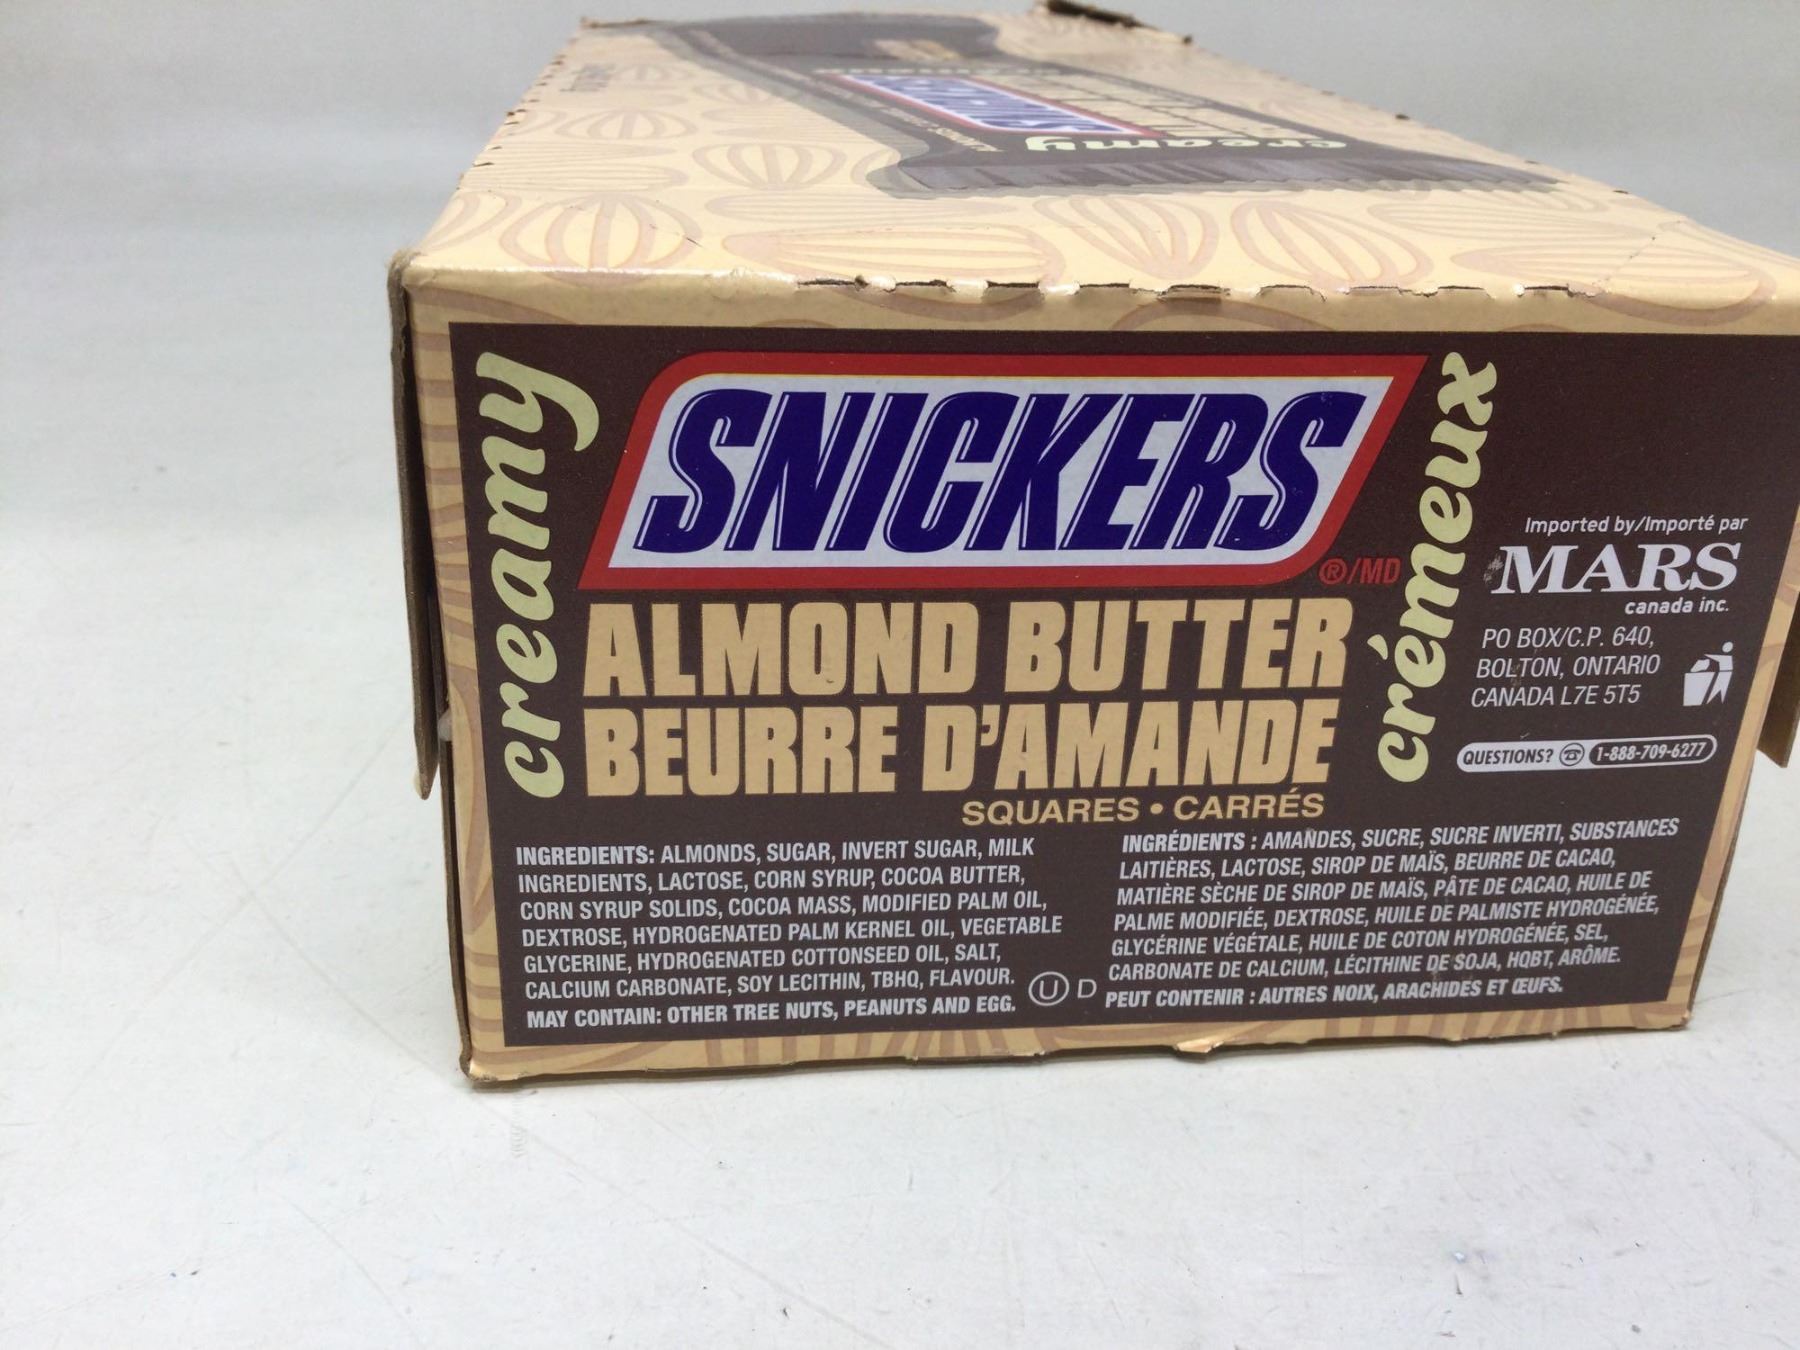 SNICKERS
creamy
creamy
SNICKERS
®/MD
crémeux
ALMOND BUTTER
BEURRE D'AMANDE
SQUARES • CARRÉS
Imported by/Importé par
MARS
canada inc.
PO BOX/C.P. 640,
BOLTON, ONTARIO
CANADA L7E 5T5
QUESTIONS? 1-888-709-6277
INGREDIENTS: ALMONDS, SUGAR, INVERT SUGAR, MILK
INGREDIENTS, LACTOSE, CORN SYRUP, COCOA BUTTER,
CORN SYRUP SOLIDS, COCOA MASS, MODIFIED PALM OIL,
DEXTROSE, HYDROGENATED PALM KERNEL OIL, VEGETABLE
GLYCERINE, HYDROGENATED COTTONSEED OIL, SALT,
CALCIUM CARBONATE, SOY LECITHIN, TBHQ, FLAVOUR.
MAY CONTAIN: OTHER TREE NUTS, PEANUTS AND EGG.
U D
INGRÉDIENTS : AMANDES, SUCRE, SUCRE INVERTI, SUBSTANCES
LAITIÈRES, LACTOSE, SIROP DE MAÏS, BEURRE DE CACAO,
MATIÈRE SÈCHE DE SIROP DE MAÏS, PÂTE DE CACAO, HUILE DE
PALME MODIFIÉE, DEXTROSE, HUILE DE PALMISTE HYDROGÉNÉE,
GLYCÉRINE VÉGÉTALE, HUILE DE COTON HYDROGÉNÉE, SEL,
CARBONATE DE CALCIUM, LÉCITHINE DE SOJA, HQBT, ARÔME.
PEUT CONTENIR : AUTRES NOIX, ARACHIDES ET ŒUFS.